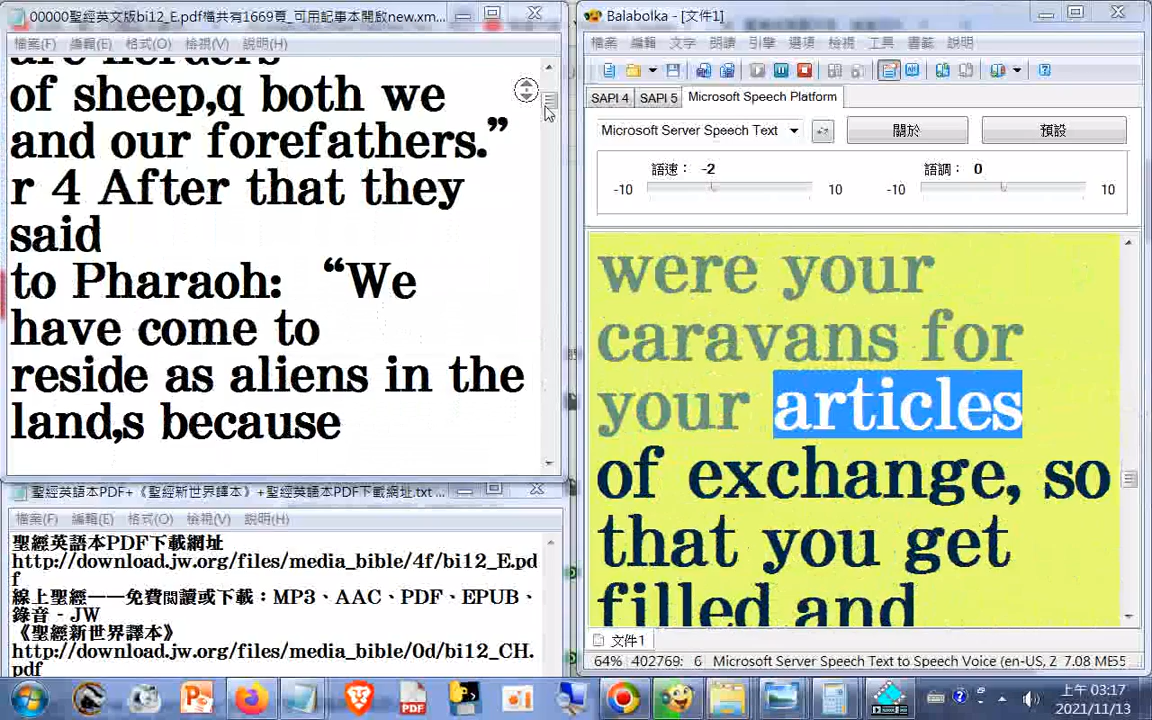 00000聖經英文版bi12_E.pdf檔共有1669頁_可用記事本開啟new.xm...
檔案(F) 編輯(E) 格式(O) 檢視(V) 說明(H)
are herders
of sheep,q both we
and our forefathers.”
r 4 After that they
said
to Pharaoh: “We
have come to
reside as aliens in the
land,s because
聖經英語本PDF+《聖經新世界譯本》+聖經英語本PDF下載網址.txt ...
檔案(F) 編輯(E) 格式(O) 檢視(V) 說明(H)
聖經英語本PDF下載網址
http://download.jw.org/files/media_bible/4f/bi12_E.pd
f
線上聖經——免費閱讀或下載：MP3、AAC、PDF、EPUB、
錄音 - JW
《聖經新世界譯本》
http://download.jw.org/files/media_bible/0d/bi12_CH.
pdf
Balabolka - [文件1]
檔案 編輯 文字 朗讀 引擎 選項 檢視 工具 書籤 說明
SAPI 4 SAPI 5 Microsoft Speech Platform
Microsoft Server Speech Text 關於 預設
語速： -2 語調： 0
-10 10 -10 10
were your
caravans for
your articles
of exchange, so
that you get
filled and
文件1
64% 402769: 6 Microsoft Server Speech Text to Speech Voice (en-US, Z 7.08 ME55
上午 03:17
2021/11/13